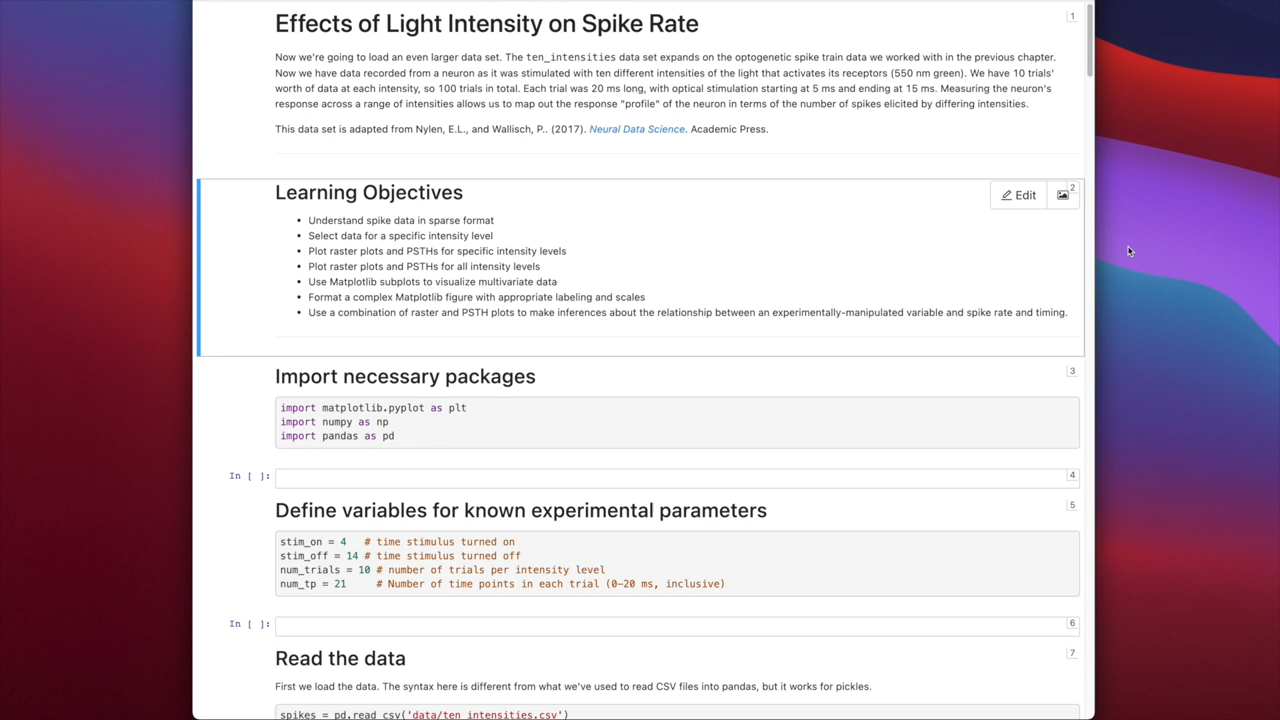 Effects of Light Intensity on Spike Rate
1
Now we're going to load an even larger data set. The ten_intensities data set expands on the optogenetic spike train data we worked with in the previous chapter.
Now we have data recorded from a neuron as it was stimulated with ten different intensities of the light that activates its receptors (550 nm green). We have 10 trials'
worth of data at each intensity, so 100 trials in total. Each trial was 20 ms long, with optical stimulation starting at 5 ms and ending at 15 ms. Measuring the neuron's
response across a range of intensities allows us to map out the response "profile" of the neuron in terms of the number of spikes elicited by differing intensities.
This data set is adapted from Nylen, E.L., and Wallisch, P.. (2017). Neural Data Science. Academic Press.
Learning Objectives
Edit
2
• Understand spike data in sparse format
• Select data for a specific intensity level
• Plot raster plots and PSTHs for specific intensity levels
• Plot raster plots and PSTHs for all intensity levels
• Use Matplotlib subplots to visualize multivariate data
• Format a complex Matplotlib figure with appropriate labeling and scales
• Use a combination of raster and PSTH plots to make inferences about the relationship between an experimentally-manipulated variable and spike rate and timing.
Import necessary packages
3
import matplotlib.pyplot as plt
import numpy as np
import pandas as pd
In [ ]:
4
Define variables for known experimental parameters
5
stim_on = 4   # time stimulus turned on
stim_off = 14 # time stimulus turned off
num_trials = 10 # number of trials per intensity level
num_tp = 21     # Number of time points in each trial (0-20 ms, inclusive)
In [ ]:
6
Read the data
7
First we load the data. The syntax here is different from what we've used to read CSV files into pandas, but it works for pickles.
spikes = pd.read_csv('data/ten_intensities.csv')